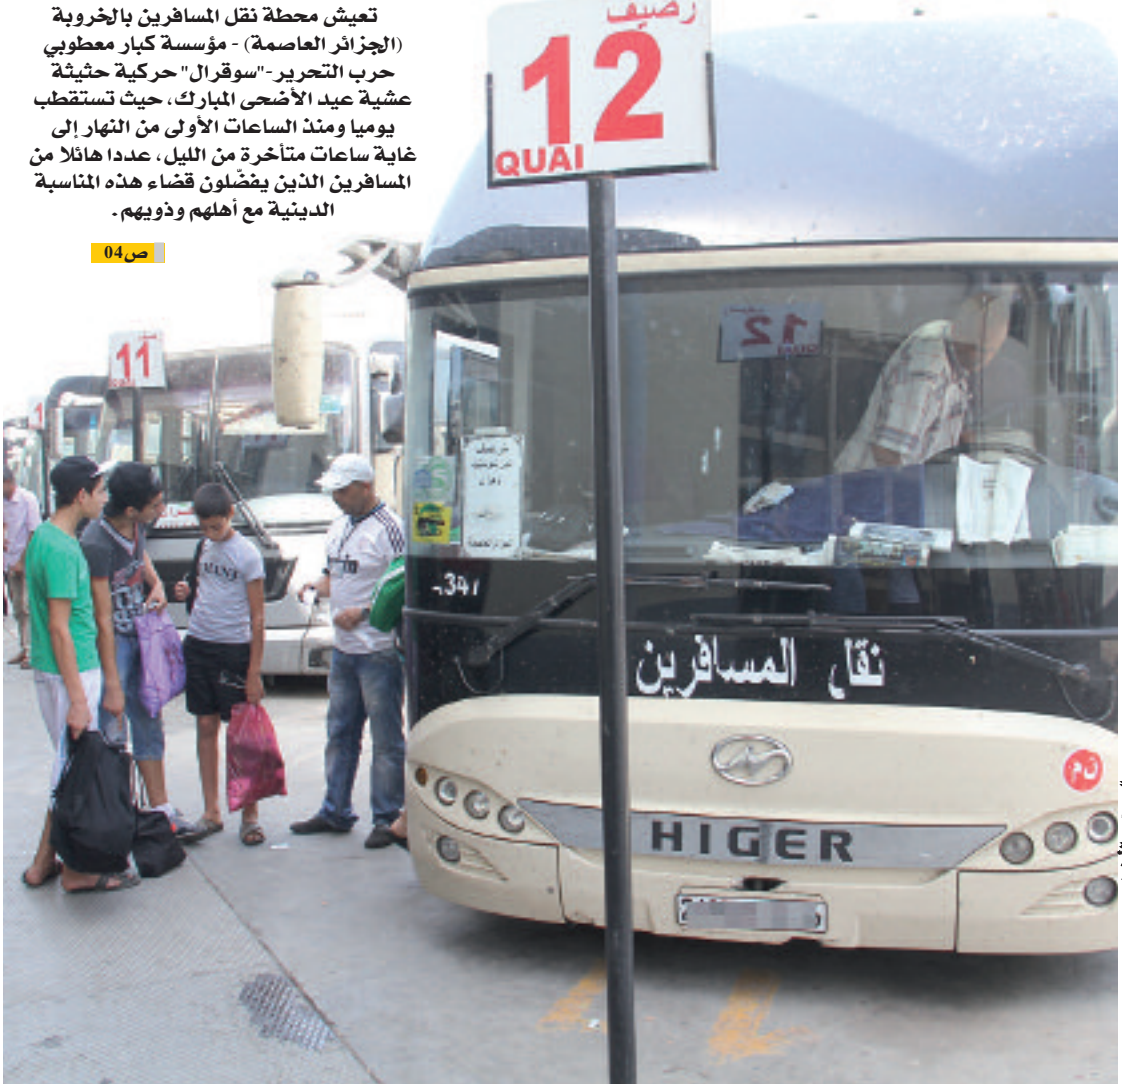 تعيش محطة نقل المسافرين بالخروبة
(الجزائر العاصمة) - مؤسسة كبار معطوبي
حرب التحرير-"سوقرال" حركية حثيثة
عشية عيد الأضحى المبارك، حيث تستقطب
يوميا ومنذ الساعات الأولى من النهار إلى
غاية ساعات متأخرة من الليل، عددا هائلا من
المسافرين الذين يفضّلون قضاء هذه المناسبة
الدينية مع أهلهم وذويهم.
ص04
رصيف
12
QUAI
11
QUAI
12
1
نقل المسافرين
HIGER